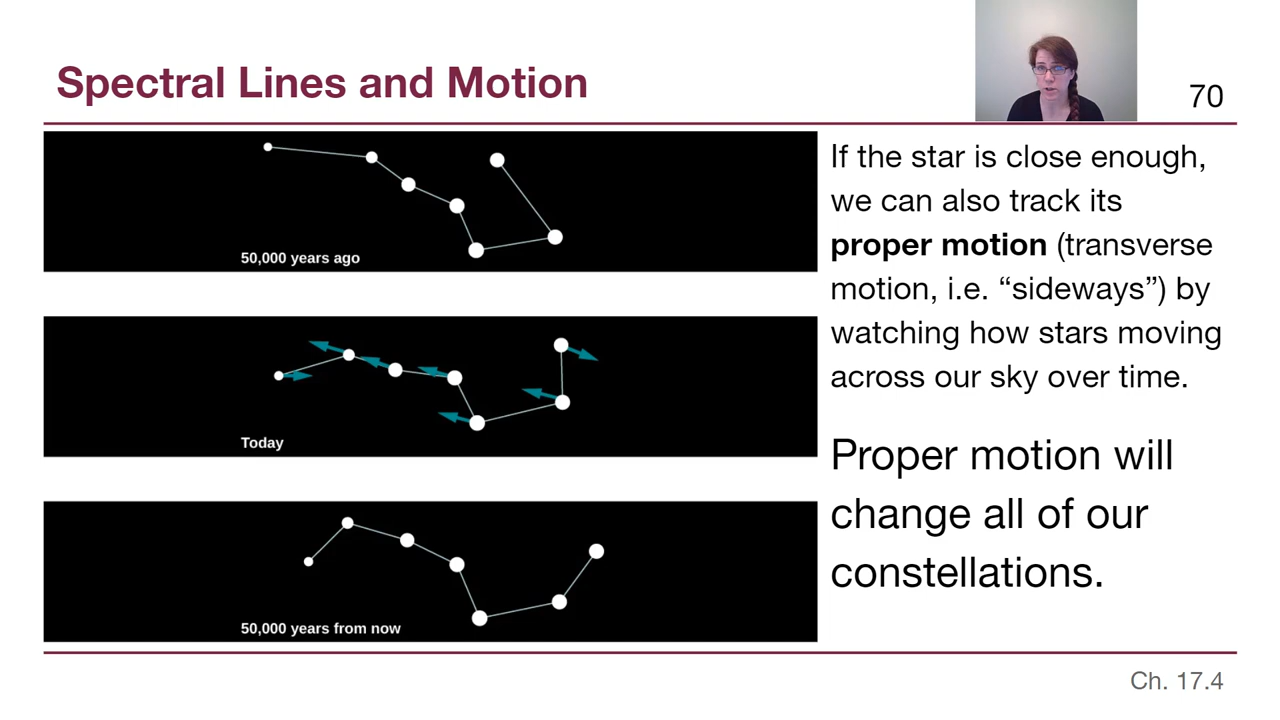 Spectral Lines and Motion
70
50,000 years ago
Today
50,000 years from now
If the star is close enough,
we can also track its
proper motion (transverse
motion, i.e. “sideways”) by
watching how stars moving
across our sky over time.
Proper motion will
change all of our
constellations.
Ch. 17.4